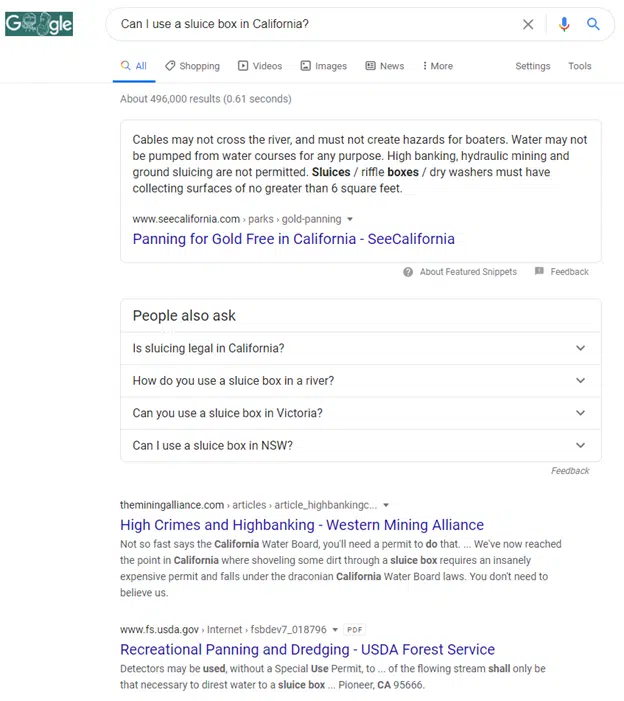 Google
Can I use a sluice box in California?
All
Shopping
Videos
Images
News
More
Settings
Tools
About 496,000 results (0.61 seconds)
Cables may not cross the river, and must not create hazards for boaters. Water may not
be pumped from water courses for any purpose. High banking, hydraulic mining and
ground sluicing are not permitted. Sluices / riffle boxes / dry washers must have
collecting surfaces of no greater than 6 square feet.
www.seecalifornia.com › parks › gold-panning
Panning for Gold Free in California - SeeCalifornia
About Featured Snippets
Feedback
People also ask
Is sluicing legal in California?
How do you use a sluice box in a river?
Can you use a sluice box in Victoria?
Can I use a sluice box in NSW?
Feedback
theminingalliance.com › articles › article_highbankingc...
High Crimes and Highbanking - Western Mining Alliance
Not so fast says the California Water Board, you'll need a permit to do that. ... We've now reached
the point in California where shoveling some dirt through a sluice box requires an insanely
expensive permit and falls under the draconian California Water Board laws. You don't need to
believe us.
www.fs.usda.gov › Internet › fsbdev7_018796 PDF
Recreational Panning and Dredging - USDA Forest Service
Detectors may be used, without a Special Use Permit, to ... of the flowing stream shall only be
that necessary to direst water to a sluice box ... Pioneer, CA 95666.